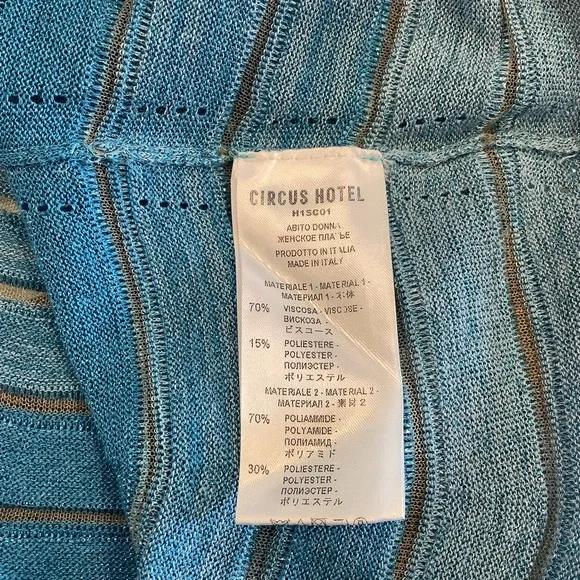 CIRCUS HOTEL
H1SC01
ABITO DONNA
ЖЕНСКОЕ ПЛАТЬЕ
PRODOTTO IN ITALIA
MADE IN ITALY
MATERIALE 1 - MATERIAL 1 -
МАТЕРИАЛ 1 - 体
70% VISCOSA - VISCOSE -
ВИСКОЗА -
ビスコース
15% POLIESTERE -
POLYESTER -
ПОЛИЭСТЕР -
ポリエステル
MATERIALE 2 - MATERIAL 2 -
МАТЕРИАЛ 2 - 素材 2
70% POLIAMMIDE -
POLYAMIDE -
ПОЛИАМИД -
ポリアミド
30% POLIESTERE -
POLYESTER -
ПОЛИЭСТЕР -
ポリエステル